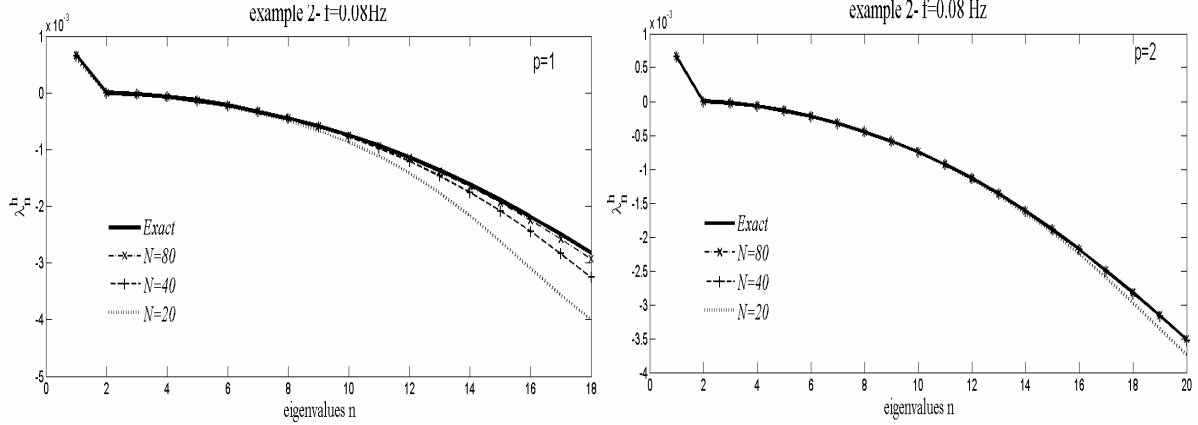 example 2- f=0.08Hz
x 10-3
p=1
1
0
-1
-2
-3
-4
-5
λnh
Exact
N=80
N=40
N=20
0 2 4 6 8 10 12 14 16 18
eigenvalues n
example 2- f=0.08 Hz
x 10-3
p=2
1
0.5
0
-0.5
-1
-1.5
-2
-2.5
-3
-3.5
-4
λnh
Exact
N=80
N=40
N=20
0 2 4 6 8 10 12 14 16 18 20
eigenvalues n